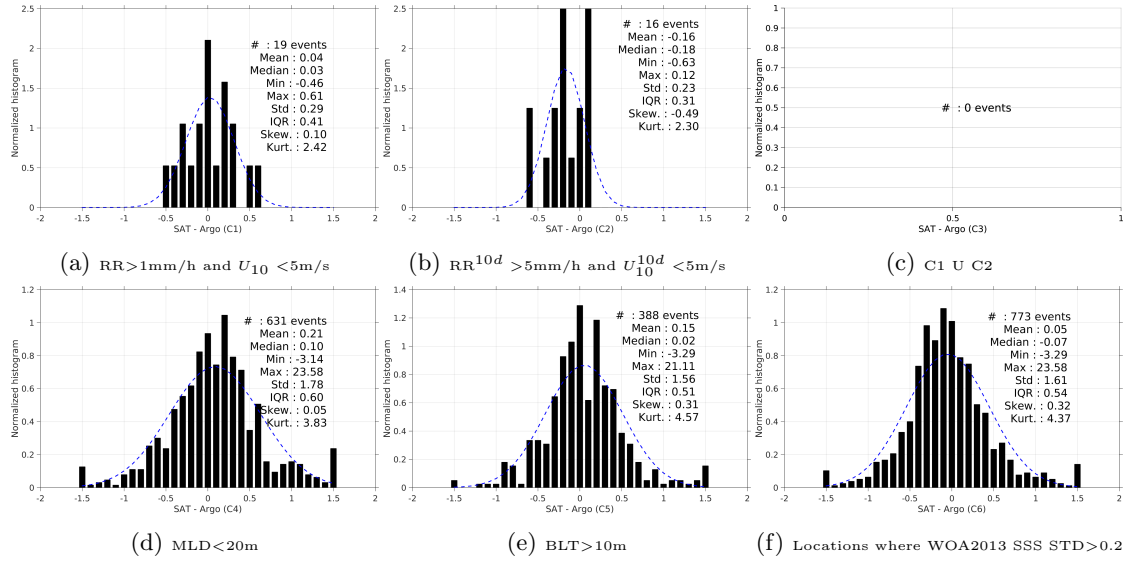 Normalized histogram
2.5
2
1.5
1
0.5
0
-2
-1.5
-1
-0.5
0
0.5
1
1.5
2
# : 19 events
Mean : 0.04
Median : 0.03
Min : -0.46
Max : 0.61
Std : 0.29
IQR : 0.41
Skew. : 0.10
Kurt. : 2.42
SAT - Argo (C1)
(a) RR>1mm/h and U10 <5m/s
Normalized histogram
2.5
2
1.5
1
0.5
0
-2
-1.5
-1
-0.5
0
0.5
1
1.5
2
# : 16 events
Mean : -0.16
Median : -0.18
Min : -0.63
Max : 0.12
Std : 0.23
IQR : 0.31
Skew. : -0.49
Kurt. : 2.30
SAT - Argo (C2)
(b) RR10d >5mm/h and U10d10 <5m/s
Normalized histogram
1
0.9
0.8
0.7
0.6
0.5
0.4
0.3
0.2
0.1
0
0
0.5
1
# : 0 events
SAT - Argo (C3)
(c) C1 U C2
Normalized histogram
1.2
1
0.8
0.6
0.4
0.2
0
-2
-1.5
-1
-0.5
0
0.5
1
1.5
2
# : 631 events
Mean : 0.21
Median : 0.10
Min : -3.14
Max : 23.58
Std : 1.78
IQR : 0.60
Skew. : 0.05
Kurt. : 3.83
SAT - Argo (C4)
(d) MLD<20m
Normalized histogram
1.4
1.2
1
0.8
0.6
0.4
0.2
0
-2
-1.5
-1
-0.5
0
0.5
1
1.5
2
# : 388 events
Mean : 0.15
Median : 0.02
Min : -3.29
Max : 21.11
Std : 1.56
IQR : 0.51
Skew. : 0.31
Kurt. : 4.57
SAT - Argo (C5)
(e) BLT>10m
Normalized histogram
1.2
1
0.8
0.6
0.4
0.2
0
-2
-1.5
-1
-0.5
0
0.5
1
1.5
2
# : 773 events
Mean : 0.05
Median : -0.07
Min : -3.29
Max : 23.58
Std : 1.61
IQR : 0.54
Skew. : 0.32
Kurt. : 4.37
SAT - Argo (C6)
(f) Locations where WOA2013 SSS STD>0.2